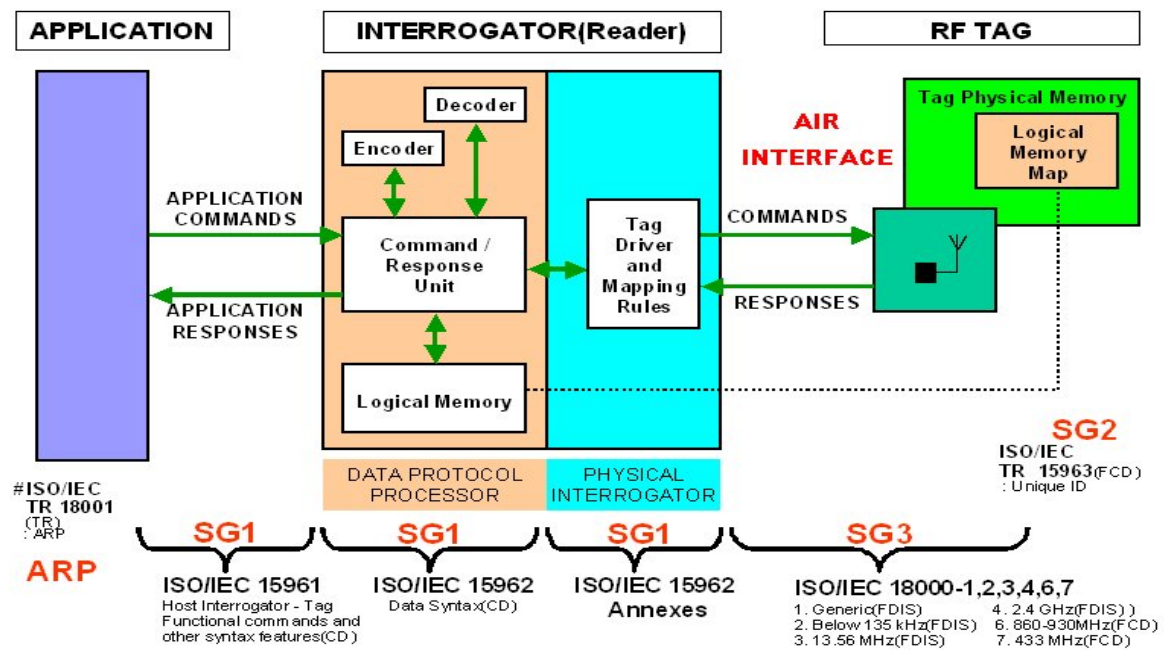 APPLICATION
INTERROGATOR(Reader)
RF TAG
Decoder
Encoder
Command /
Response
Unit
Logical Memory
Tag
Driver
and
Mapping
Rules
APPLICATION
COMMANDS
APPLICATION
RESPONSES
AIR
INTERFACE
COMMANDS
RESPONSES
Tag Physical Memory
Logical
Memory
Map
DATA PROTOCOL
PROCESSOR
PHYSICAL
INTERROGATOR
SG2
ISO/IEC
TR 15963(FCD)
: Unique ID
#ISO/IEC
TR 18001
(TR)
: ARP
ARP
SG1
ISO/IEC 15961
Host Interrogator - Tag
Functional commands and
other syntax features(CD)
SG1
ISO/IEC 15962
Data Syntax(CD)
SG1
ISO/IEC 15962
Annexes
SG3
ISO/IEC 18000-1,2,3,4,6,7
1. Generic(FDIS)
2. Below 135 kHz(FDIS)
3. 13.56 MHz(FDIS)
4. 2.4 GHz(FDIS) )
6. 860-930MHz(FCD)
7. 433 MHz(FCD)